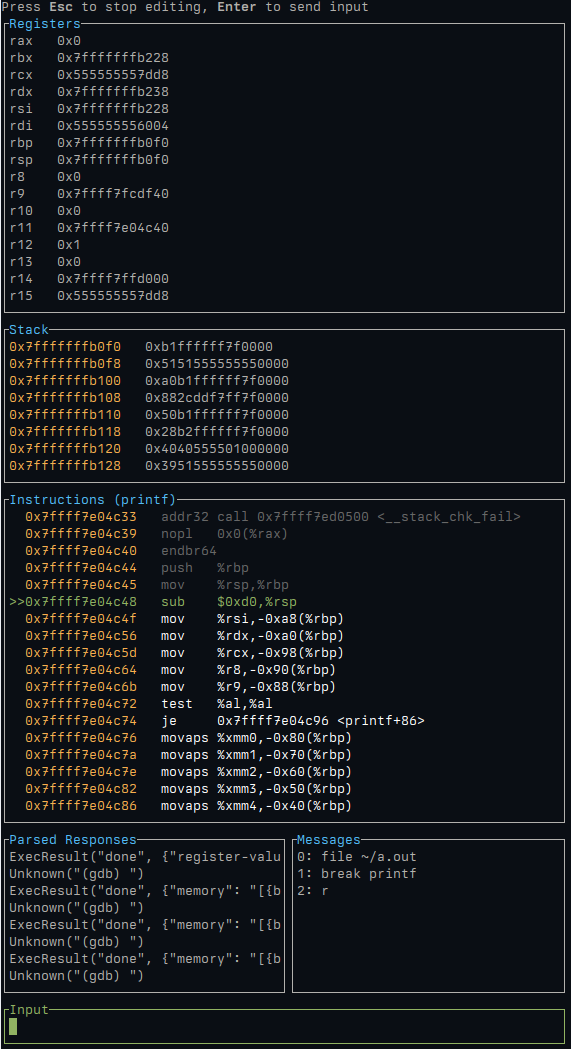 Press Esc to stop editing, Enter to send input
Registers
rax   0x0
rbx   0x7fffffffb228
rcx   0x555555557dd8
rdx   0x7fffffffb238
rsi   0x7fffffffb228
rdi   0x555555556004
rbp   0x7fffffffb0f0
rsp   0x7fffffffb0f0
r8    0x0
r9    0x7ffff7fcdf40
r10   0x0
r11   0x7ffff7e04c40
r12   0x1
r13   0x0
r14   0x7ffff7ffd000
r15   0x555555557dd8
Stack
0x7fffffffb0f0   0xb1ffffff7f0000
0x7fffffffb0f8   0x5151555555550000
0x7fffffffb100   0xa0b1ffffff7f0000
0x7fffffffb108   0x882cddf7ff7f0000
0x7fffffffb110   0x50b1ffffff7f0000
0x7fffffffb118   0x28b2ffffff7f0000
0x7fffffffb120   0x4040555501000000
0x7fffffffb128   0x3951555555550000
Instructions (printf)
0x7ffff7e04c33   addr32 call 0x7ffff7ed0500 <__stack_chk_fail>
0x7ffff7e04c39   nopl   0x0(%rax)
0x7ffff7e04c40   endbr64
0x7ffff7e04c44   push   %rbp
0x7ffff7e04c45   mov    %rsp,%rbp
>>0x7ffff7e04c48   sub    $0xd0,%rsp
0x7ffff7e04c4f   mov    %rsi,-0xa8(%rbp)
0x7ffff7e04c56   mov    %rdx,-0xa0(%rbp)
0x7ffff7e04c5d   mov    %rcx,-0x98(%rbp)
0x7ffff7e04c64   mov    %r8,-0x90(%rbp)
0x7ffff7e04c6b   mov    %r9,-0x88(%rbp)
0x7ffff7e04c72   test   %al,%al
0x7ffff7e04c74   je     0x7ffff7e04c96 <printf+86>
0x7ffff7e04c76   movaps %xmm0,-0x80(%rbp)
0x7ffff7e04c7a   movaps %xmm1,-0x70(%rbp)
0x7ffff7e04c7e   movaps %xmm2,-0x60(%rbp)
0x7ffff7e04c82   movaps %xmm3,-0x50(%rbp)
0x7ffff7e04c86   movaps %xmm4,-0x40(%rbp)
Parsed Responses
ExecResult("done", {"register-valu
Unknown("(gdb) ")
ExecResult("done", {"memory": "[{b
Unknown("(gdb) ")
ExecResult("done", {"memory": "[{b
Unknown("(gdb) ")
ExecResult("done", {"memory": "[{b
Unknown("(gdb) ")
Messages
0: file ~/a.out
1: break printf
2: r
Input